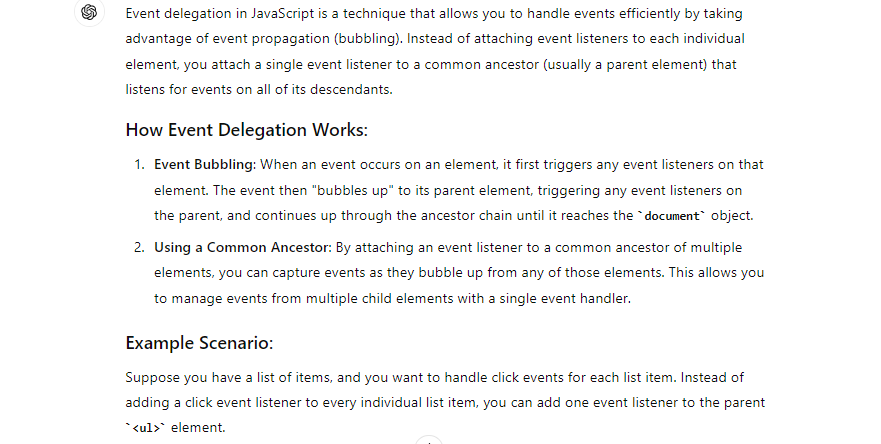 Event delegation in JavaScript is a technique that allows you to handle events efficiently by taking
advantage of event propagation (bubbling). Instead of attaching event listeners to each individual
element, you attach a single event listener to a common ancestor (usually a parent element) that
listens for events on all of its descendants.
How Event Delegation Works:
1. Event Bubbling: When an event occurs on an element, it first triggers any event listeners on that
element. The event then "bubbles up" to its parent element, triggering any event listeners on
the parent, and continues up through the ancestor chain until it reaches the `document` object.
2. Using a Common Ancestor: By attaching an event listener to a common ancestor of multiple
elements, you can capture events as they bubble up from any of those elements. This allows you
to manage events from multiple child elements with a single event handler.
Example Scenario:
Suppose you have a list of items, and you want to handle click events for each list item. Instead of
adding a click event listener to every individual list item, you can add one event listener to the parent
`<ul>` element.